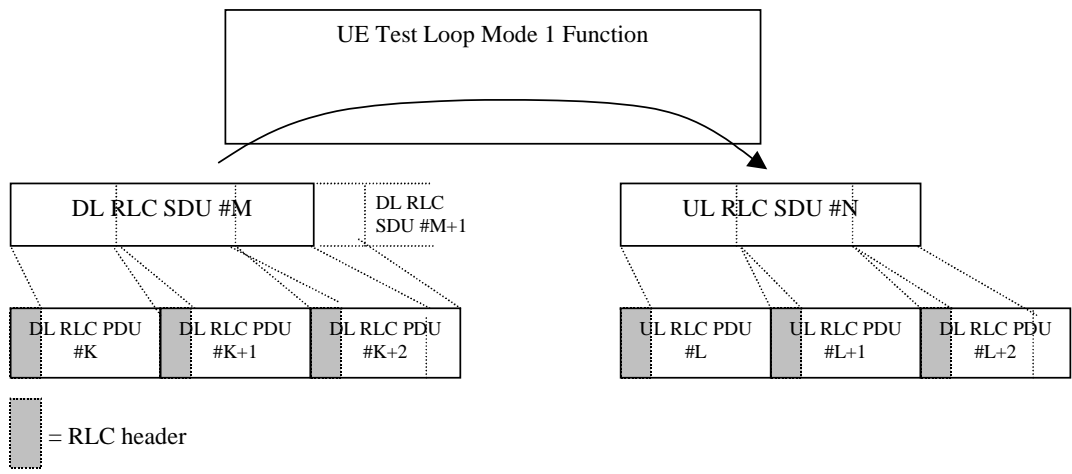 UE Test Loop Mode 1 Function
DL RLC SDU #M
DL RLC
SDU #M+1
UL RLC SDU #N
DL RLC PDU
#K
DL RLC PDU
#K+1
DL RLC PDU
#K+2
UL RLC PDU
#L
UL RLC PDU
#L+1
DL RLC PDU
#L+2
= RLC header